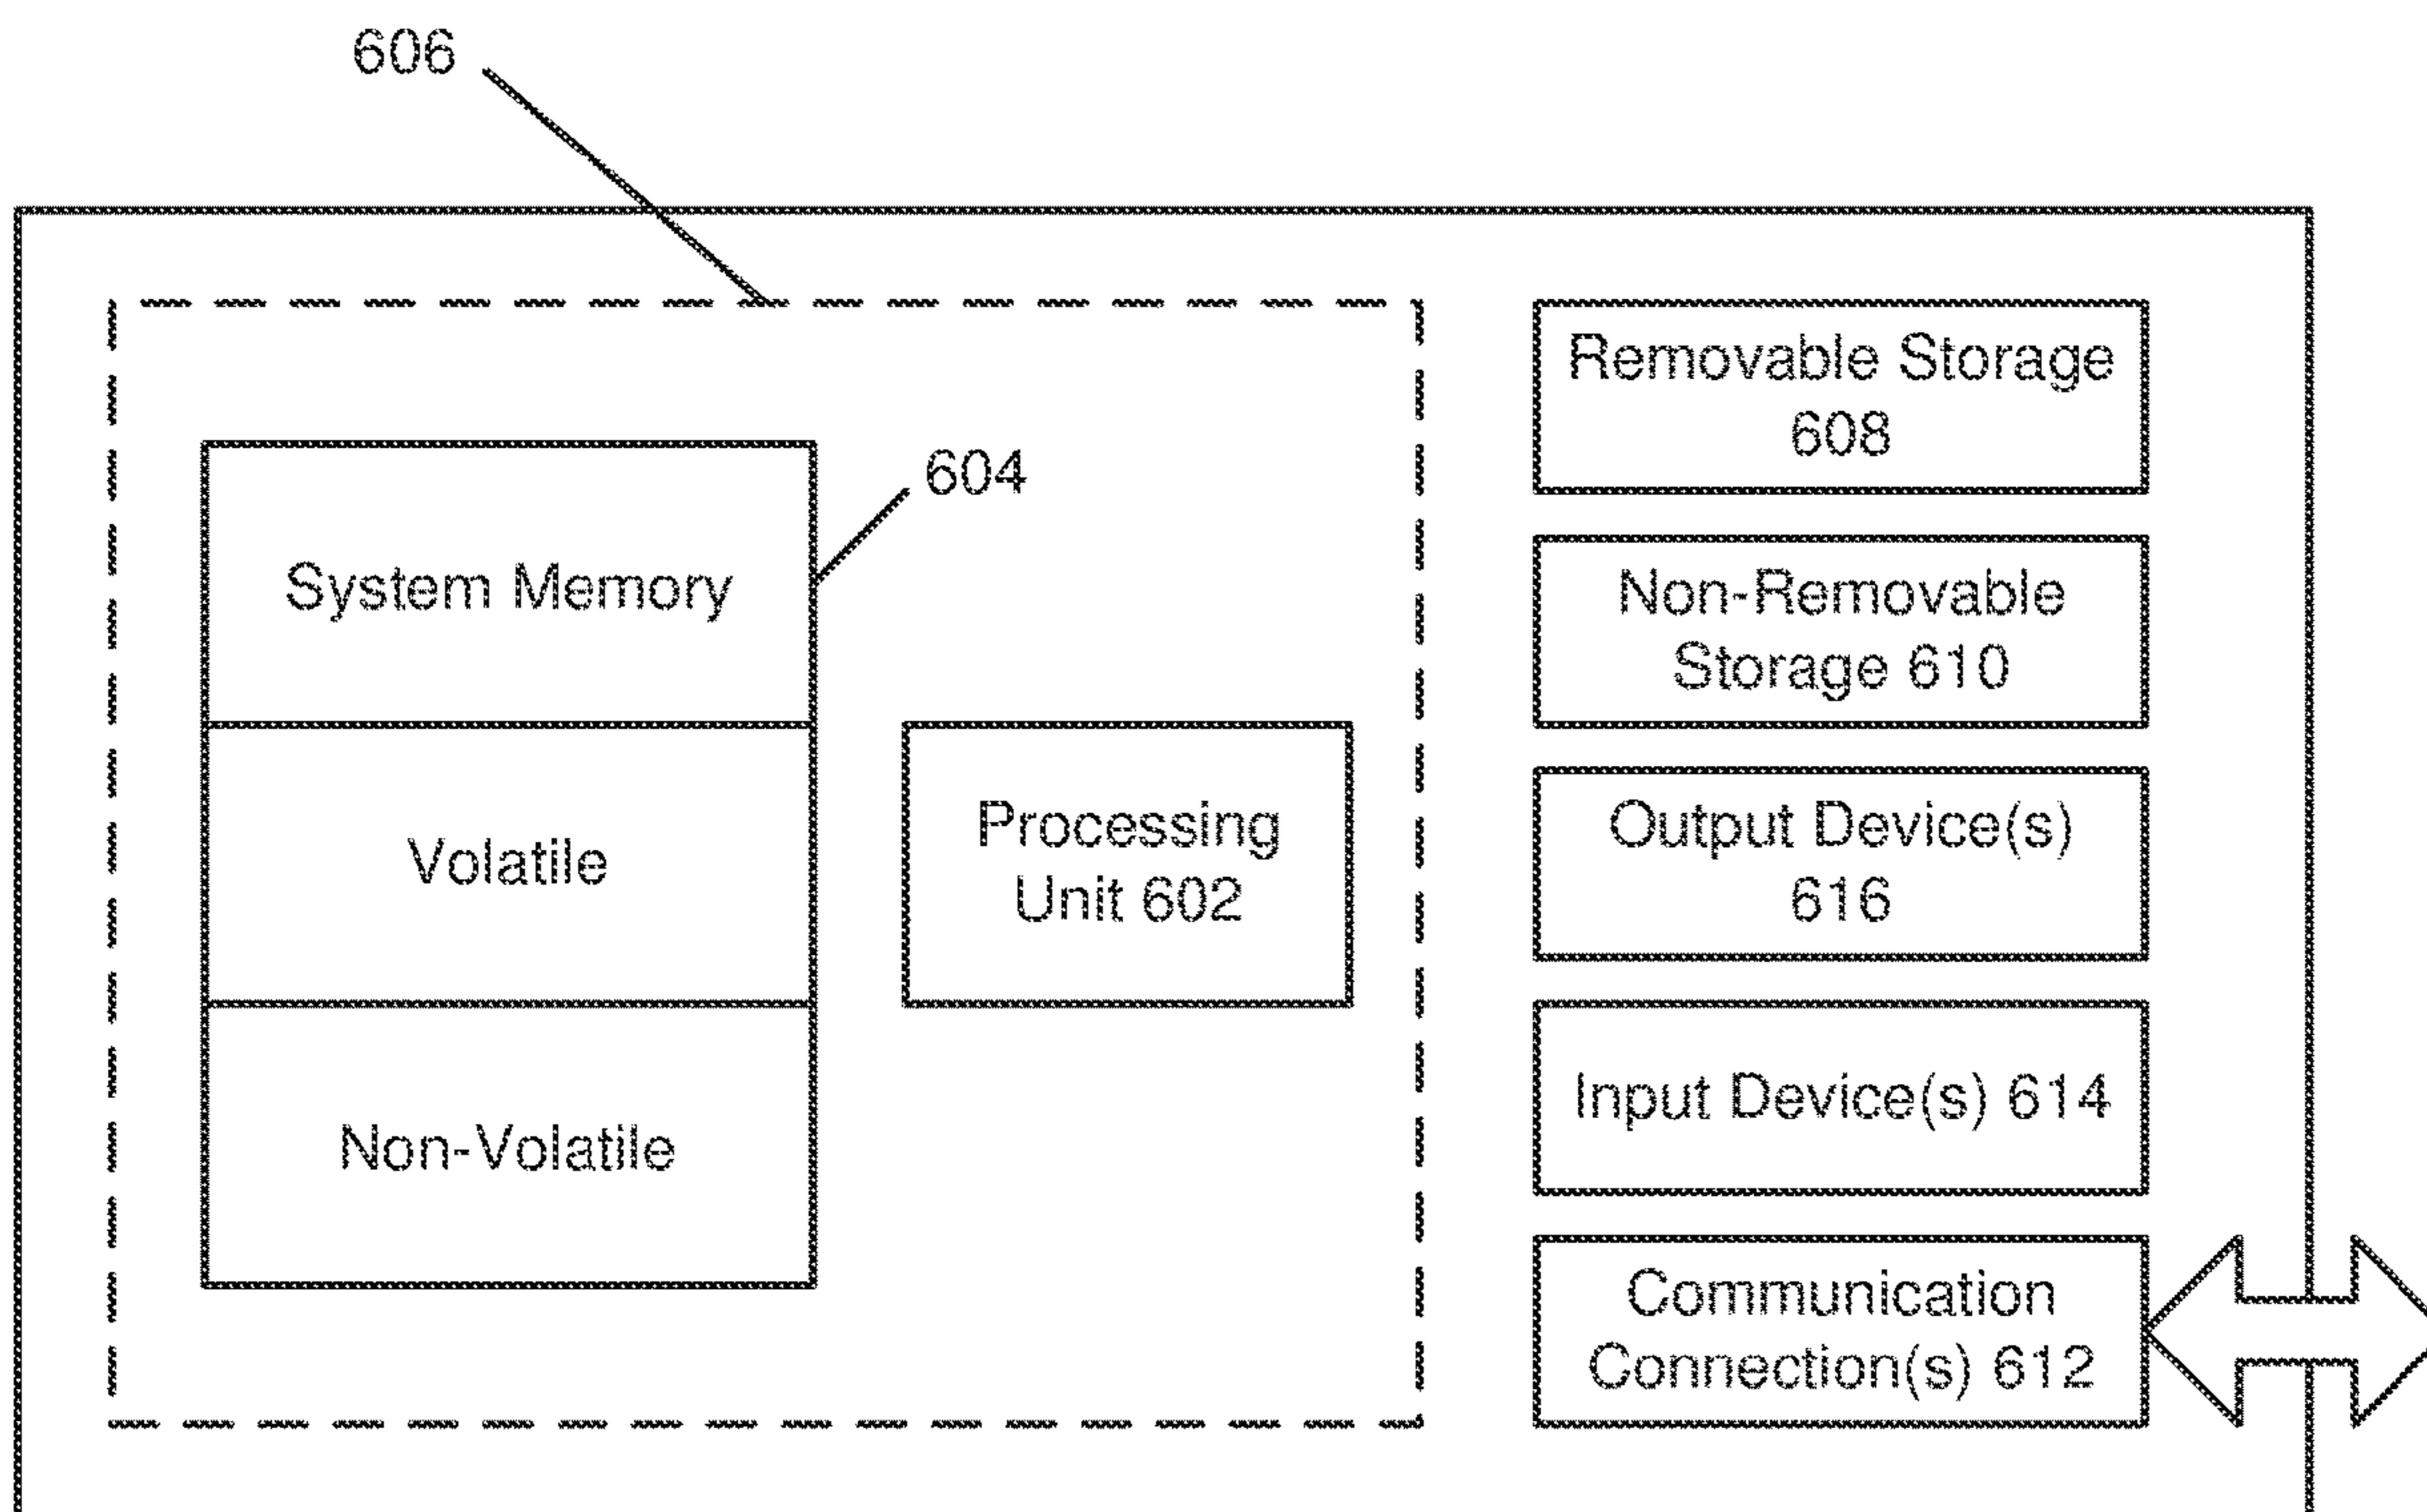 606
604
System Memory
Volatile
Non-Volatile
Processing
Unit 602
Removable Storage
608
Non-Removable
Storage 610
Output Device(s)
616
Input Device(s) 614
Communication
Connection(s) 612